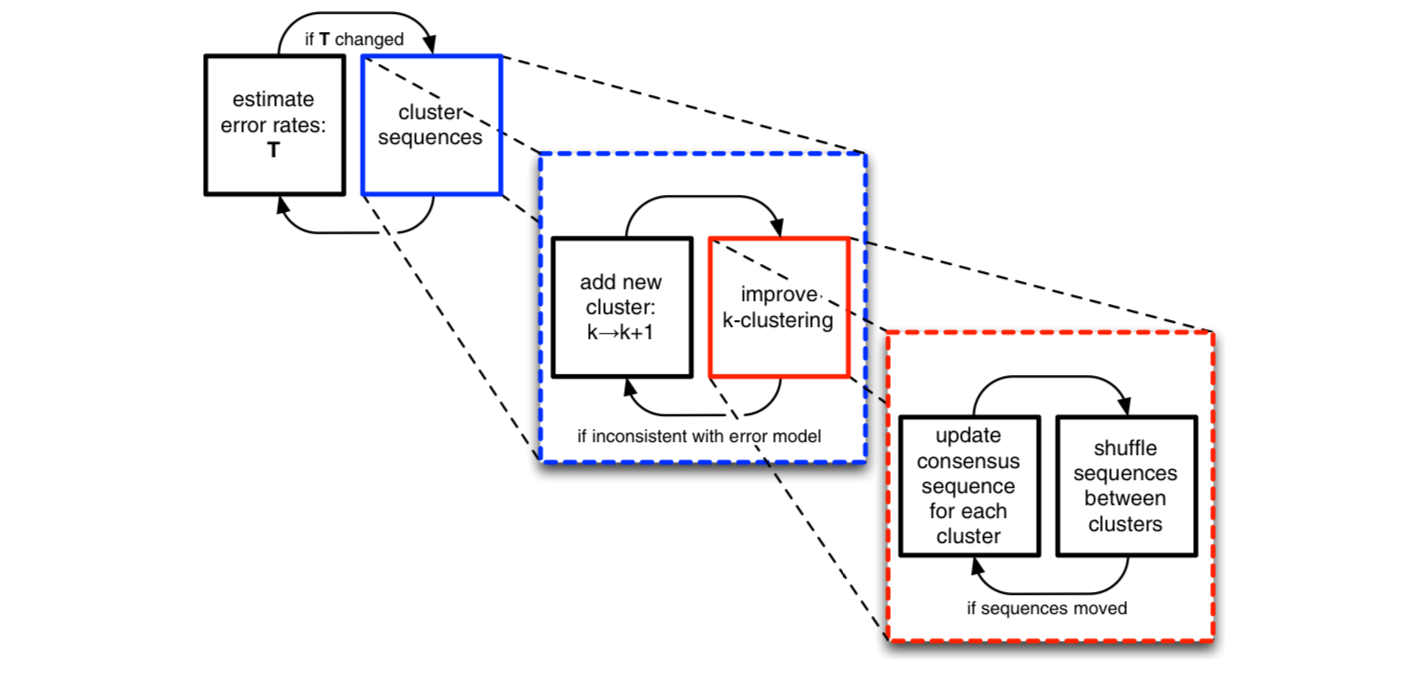 if T changed
estimate
error rates:
T
cluster
sequences
add new
cluster:
k→k+1
improve
k-clustering
if inconsistent with error model
update
consensus
sequence
for each
cluster
shuffle
sequences
between
clusters
if sequences moved